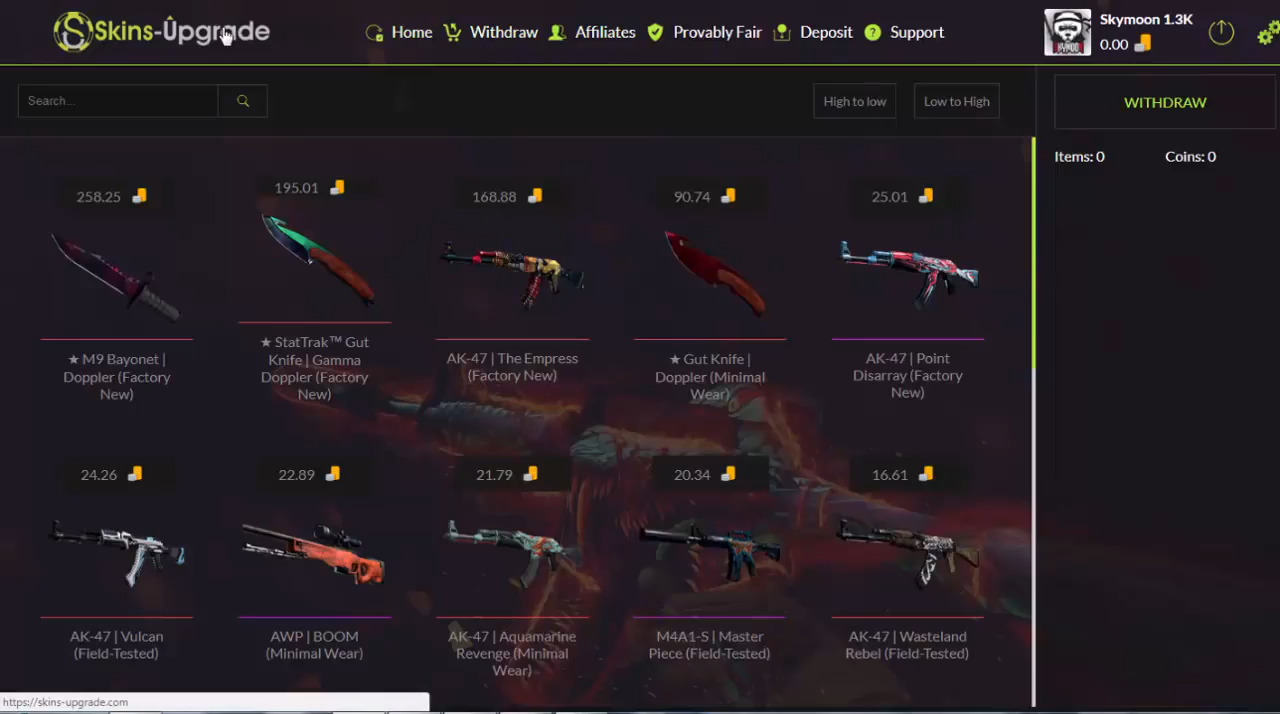 Skins-Ûpgrade
Home
Withdraw
Affiliates
Provably Fair
Deposit
Support
Skymoon 1.3K
0.00
Search...
High to low
Low to High
WITHDRAW
Items: 0
Coins: 0
258.25
195.01
168.88
90.74
25.01
★ M9 Bayonet |
Doppler (Factory
New)
★ StatTrak™ Gut
Knife | Gamma
Doppler (Factory
New)
AK-47 | The Empress
(Factory New)
★ Gut Knife |
Doppler (Minimal
Wear)
AK-47 | Point
Disarray (Factory
New)
24.26
22.89
21.79
20.34
16.61
AK-47 | Vulcan
(Field-Tested)
AWP | BOOM
(Minimal Wear)
AK-47 | Aquamarine
Revenge (Minimal
Wear)
M4A1-S | Master
Piece (Field-Tested)
AK-47 | Wasteland
Rebel (Field-Tested)
https://skins-upgrade.com